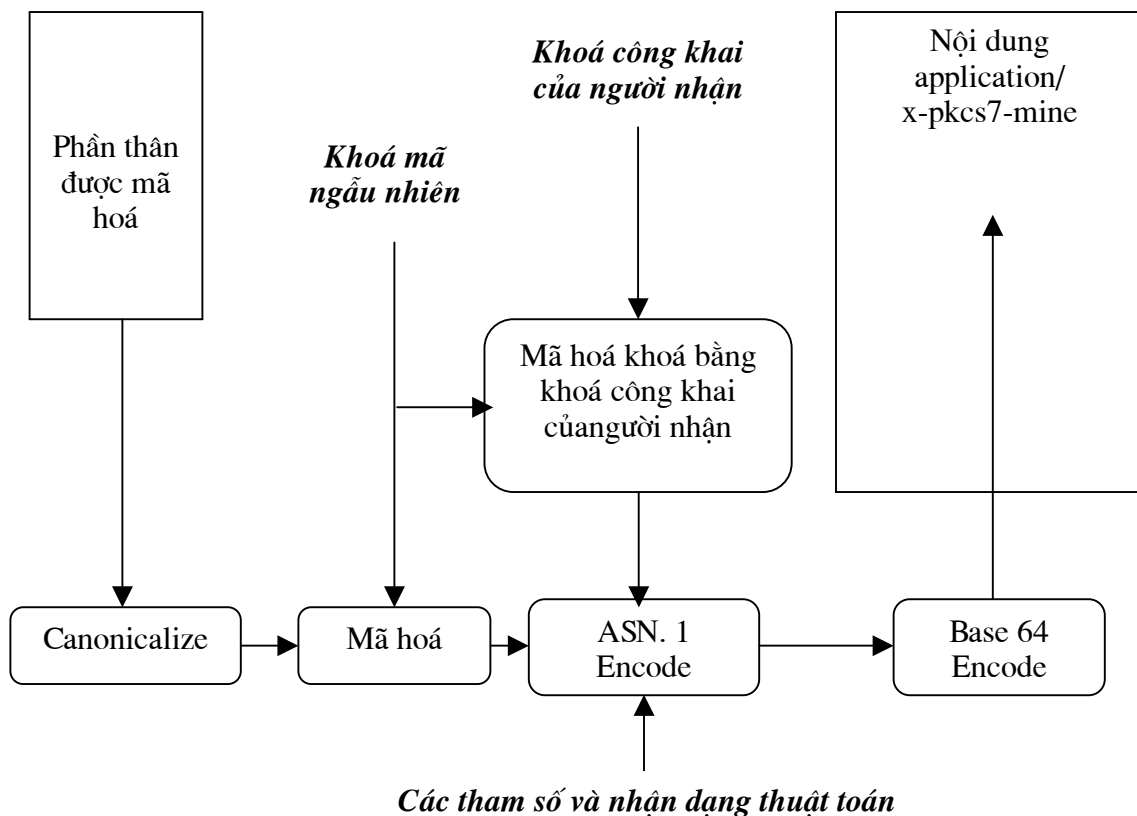 Phần thân
được mã
hoá
Khoá mã
ngẫu nhiên
Khoá công khai
của người nhận
Nội dung
application/
x-pkcs7-mine
Mã hoá khoá bằng
khoá công khai
củangười nhận
Canonicalize
Mã hoá
ASN. 1
Encode
Base 64
Encode
Các tham số và nhận dạng thuật toán